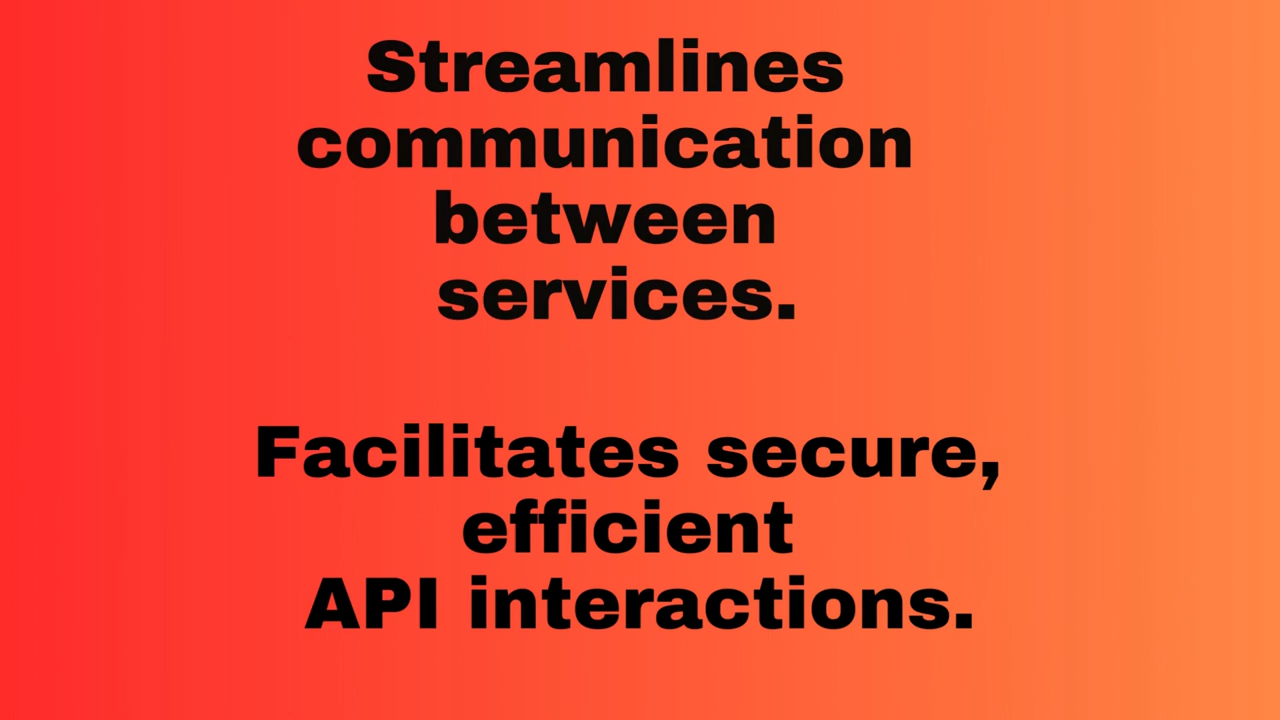 Streamlines
communication
between
services.
Facilitates secure,
efficient
API interactions.